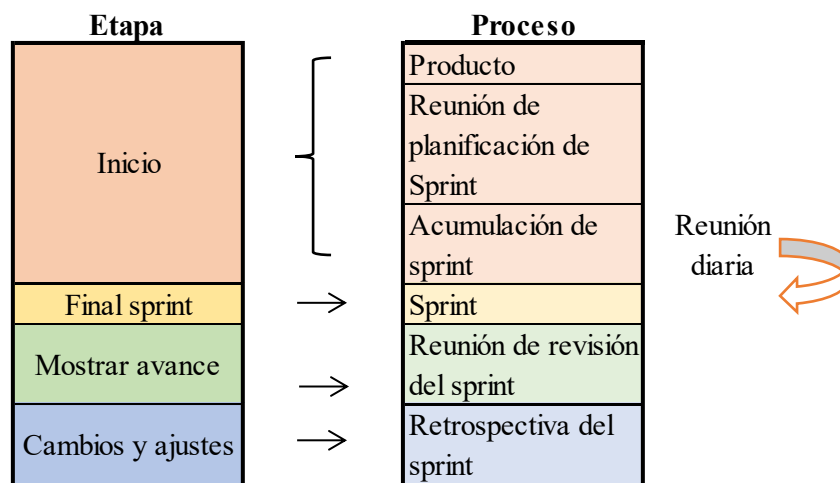 Etapa
Proceso
Inicio
Producto
Reunión de
planificación de
Sprint
Acumulación de
sprint
Reunión
diaria
Final sprint
Sprint
Mostrar avance
Reunión de revisión
del sprint
Cambios y ajustes
Retrospectiva del
sprint